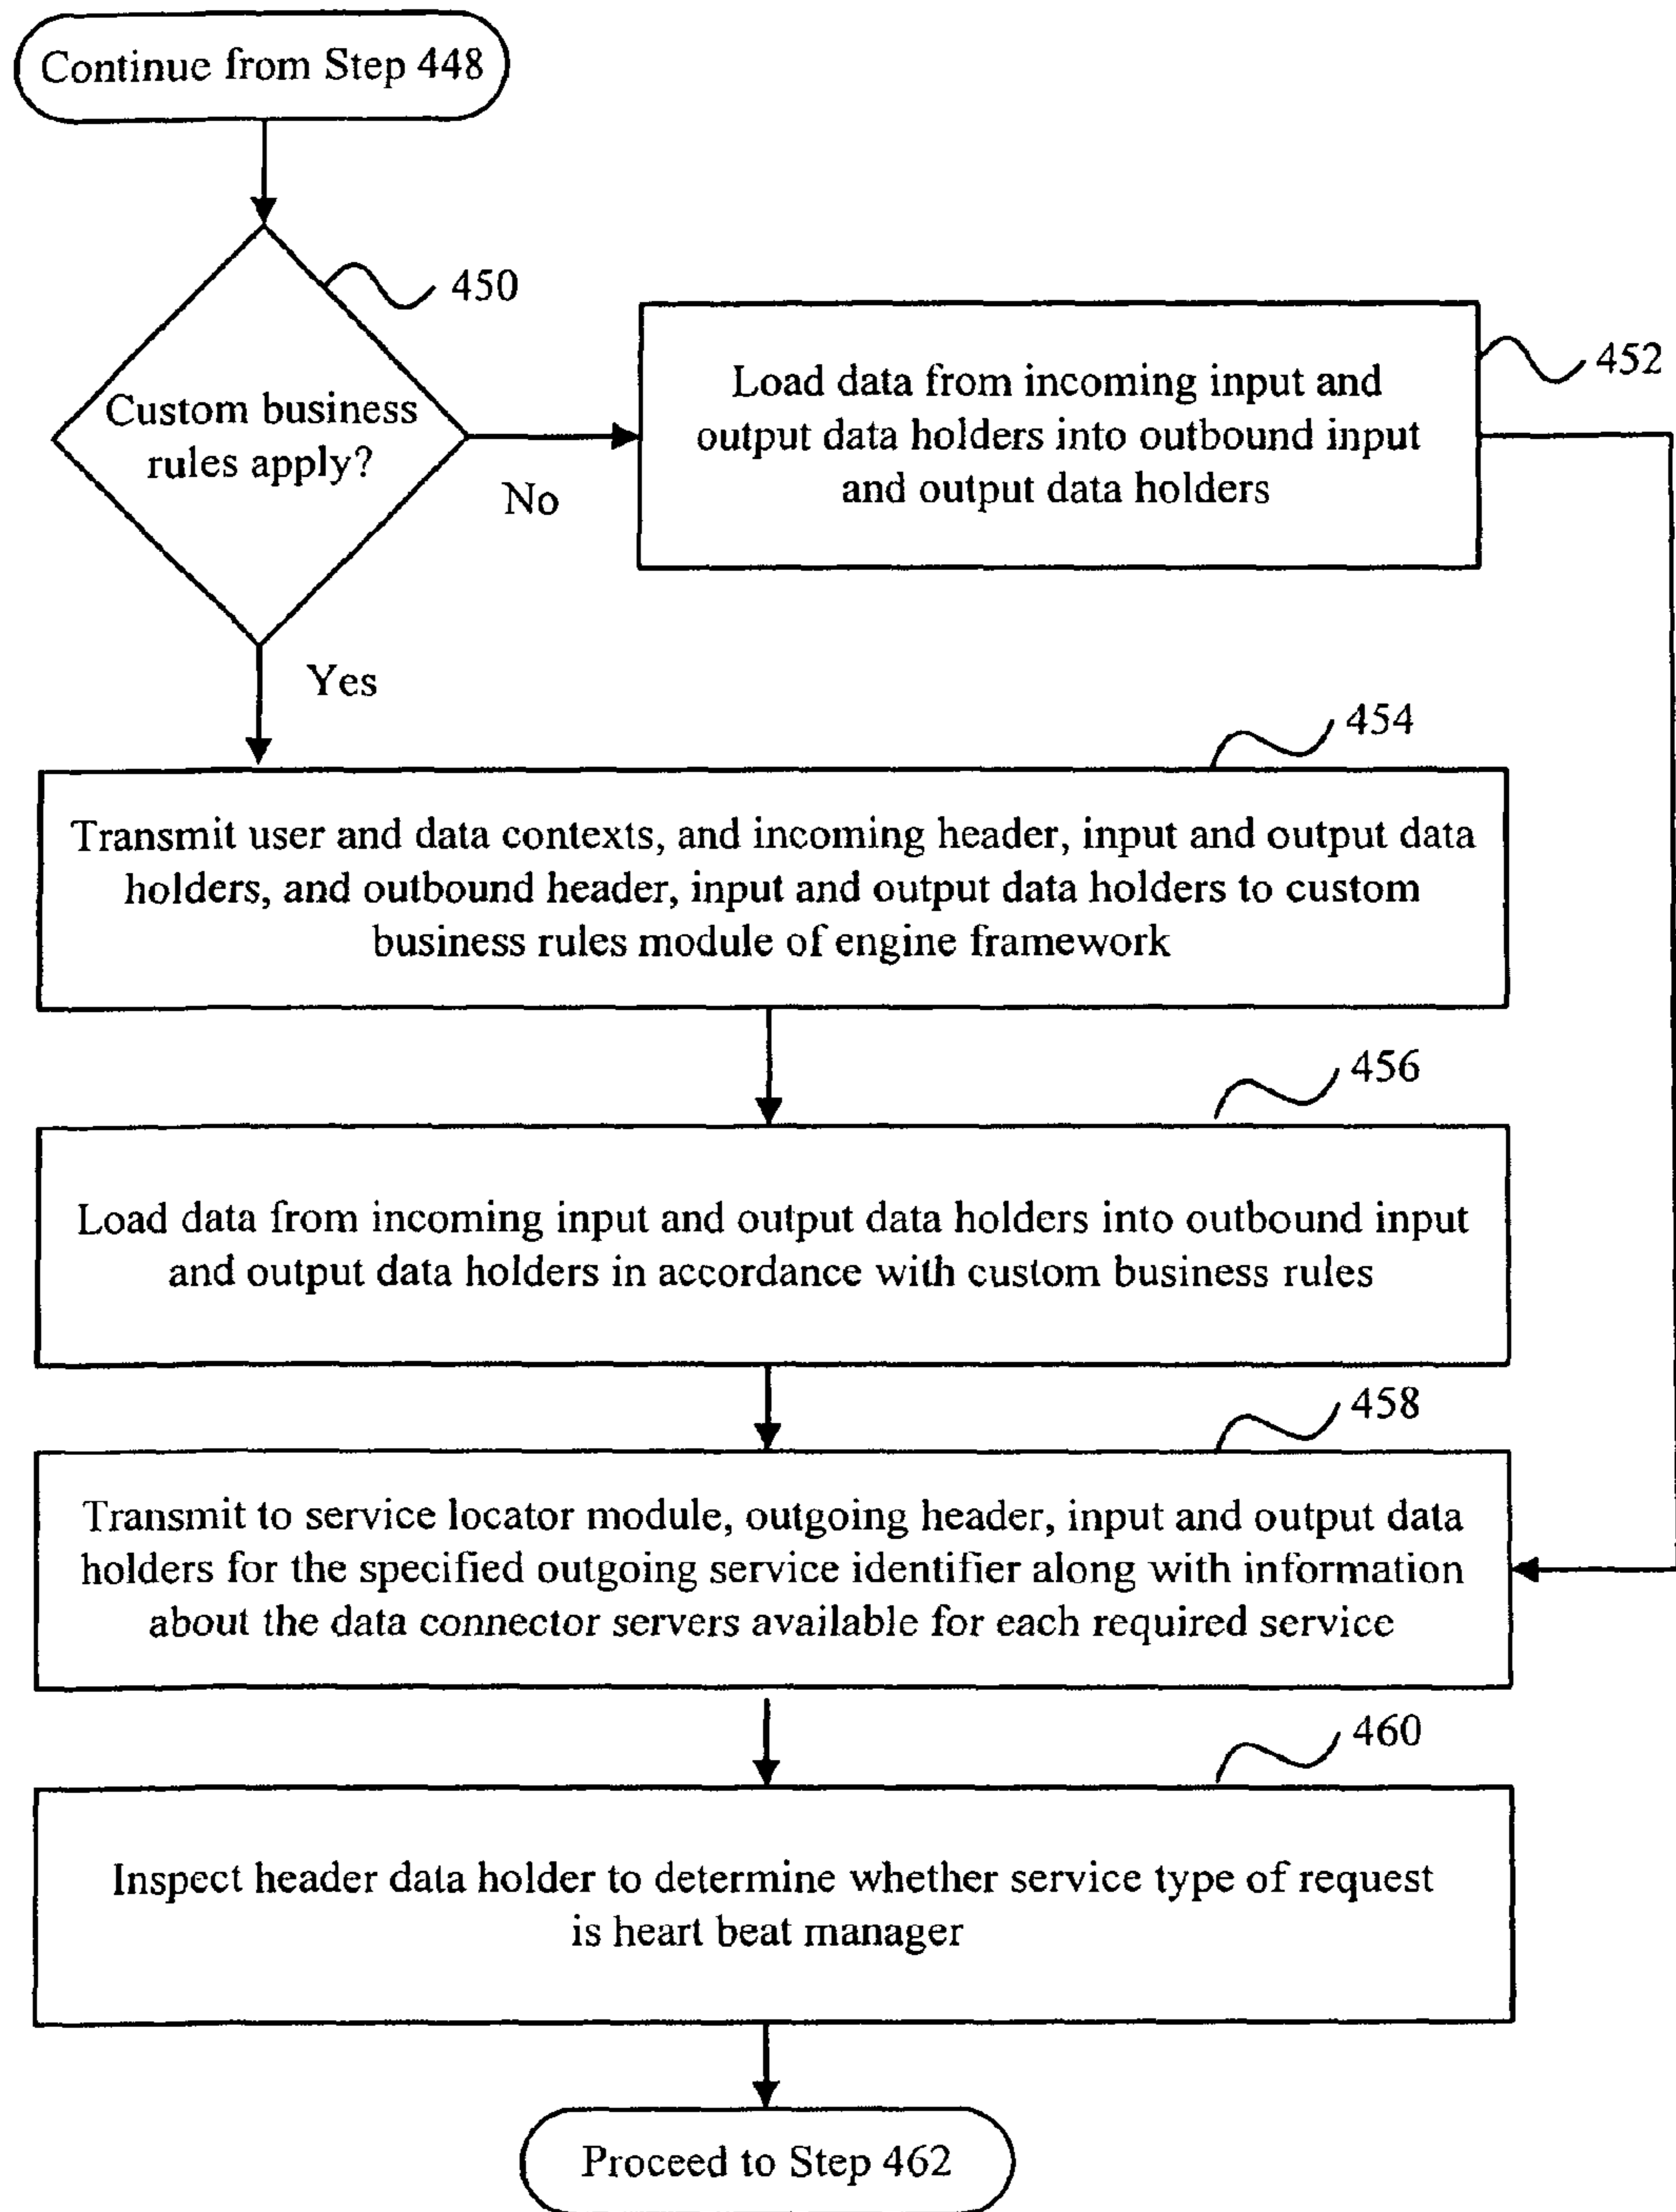 Continue from Step 448
450
Custom business
rules apply?
No
Yes
452
Load data from incoming input and
output data holders into outbound input
and output data holders
454
Transmit user and data contexts, and incoming header, input and output data
holders, and outbound header, input and output data holders to custom
business rules module of engine framework
456
Load data from incoming input and output data holders into outbound input
and output data holders in accordance with custom business rules
458
Transmit to service locator module, outgoing header, input and output data
holders for the specified outgoing service identifier along with information
about the data connector servers available for each required service
460
Inspect header data holder to determine whether service type of request
is heart beat manager
Proceed to Step 462